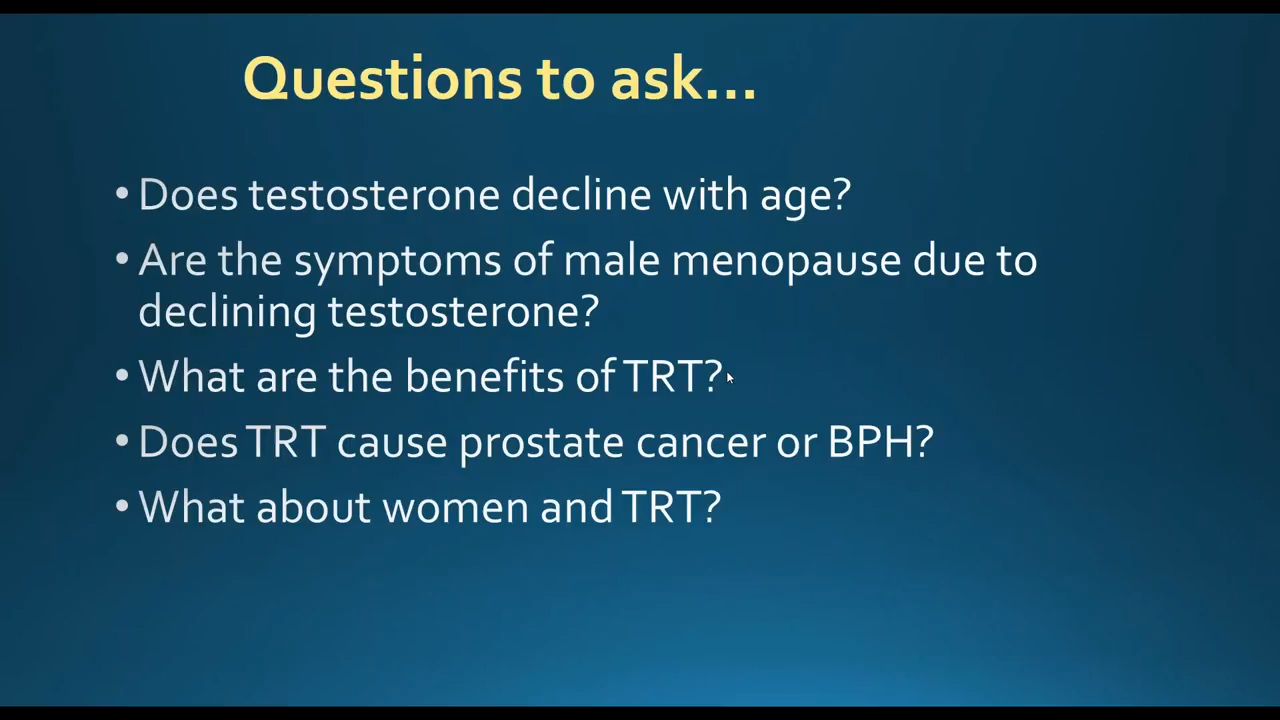 Questions to ask...
• Does testosterone decline with age?
• Are the symptoms of male menopause due to
declining testosterone?
• What are the benefits of TRT?
• Does TRT cause prostate cancer or BPH?
• What about women and TRT?